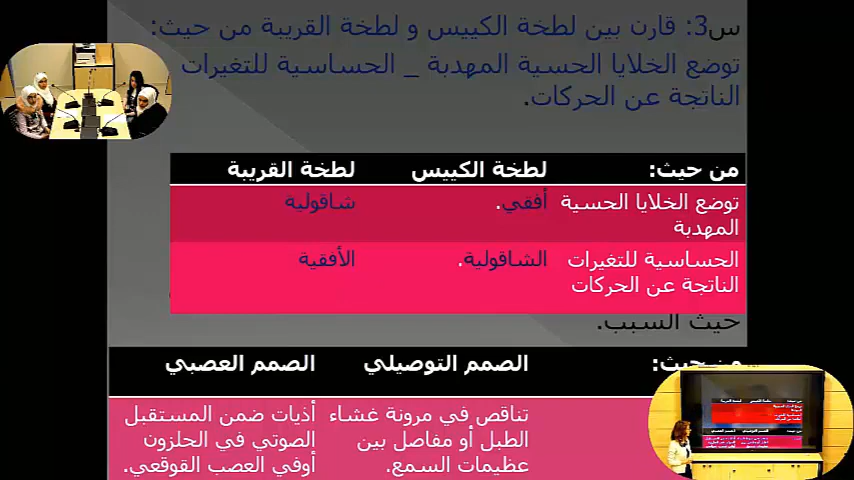 س3: قارن بين لطخة الكييس و لطخة القريبة من حيث:
توضع الخلايا الحسية المهدبة _ الحساسية للتغيرات
الناتجة عن الحركات.
من حيث: لطخة الكييس لطخة القريبة
توضع الخلايا الحسية المهدبة أفقي. شاقولية
الحساسية للتغيرات الناتجة عن الحركات الشاقولية. الأفقية
حيث السبب.
من حيث: الصمم التوصيلي الصمم العصبي
تناقص في مرونة غشاء
الطبل أو مفاصل بين
عظيمات السمع.
أذيات ضمن المستقبل
الصوتي في الحلزون
أوفي العصب القوقعي.